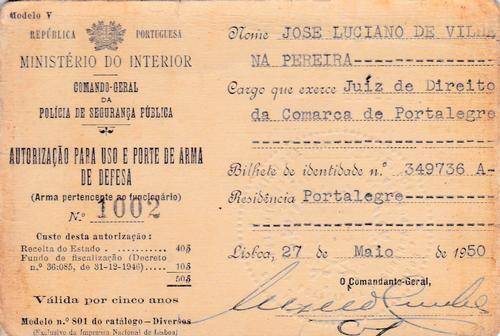 Modelo V
REPÚBLICA PORTUGUESA
MINISTÉRIO DO INTERIOR
COMANDO-GERAL
DA
POLÍCIA DE SEGURANÇA PÚBLICA
AUTORIZAÇÃO PARA USO E PORTE DE ARMA
DE DEFESA
(Arma pertencente ao funcionário)
N.º 1002
Custo desta autorização:
Receita do Estado . . . . . . . . . 40$
Fundo de fiscalização (Decreto
n.º 36:085, de 31-12-1946) . . . . 10$
50$
Válida por cinco anos
Modelo n.º 801 do catálogo—Diversos
(Exclusivo da Imprensa Nacional de Lisboa)
Nome JOSE LUCIANO DE VILHE
NA PEREIRA-------------
Cargo que exerce Juíz de Direito
da Comarca de Portalegre
Bilhete de identidade n.º 349736 A-
Residência Portalegre--------
Lisboa, 27 de Maio de 1950
O Comandante-Geral,